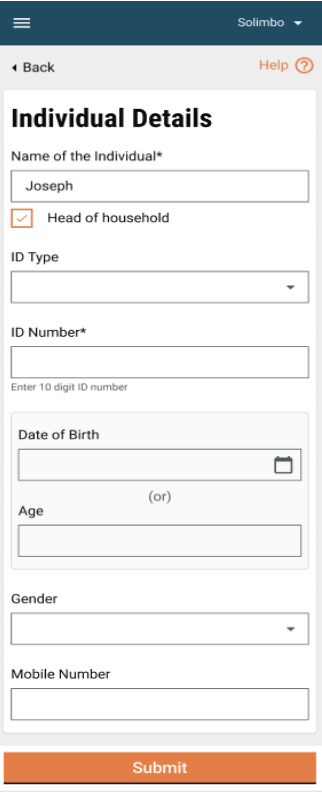 Solimbo
Back
Help
Individual Details
Name of the Individual*
Joseph
Head of household
ID Type
ID Number*
Enter 10 digit ID number
Date of Birth
(or)
Age
Gender
Mobile Number
Submit